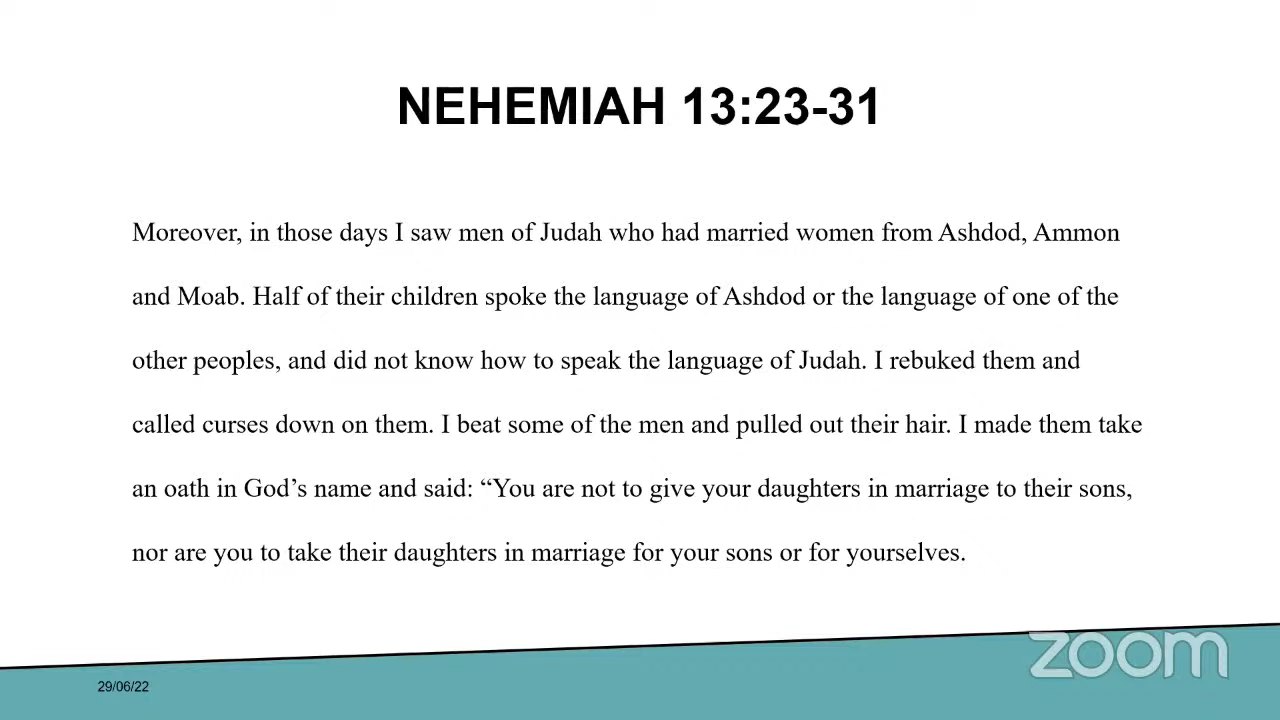 NEHEMIAH 13:23-31
Moreover, in those days I saw men of Judah who had married women from Ashdod, Ammon
and Moab. Half of their children spoke the language of Ashdod or the language of one of the
other peoples, and did not know how to speak the language of Judah. I rebuked them and
called curses down on them. I beat some of the men and pulled out their hair. I made them take
an oath in God’s name and said: “You are not to give your daughters in marriage to their sons,
nor are you to take their daughters in marriage for your sons or for yourselves.
zoom
29/06/22